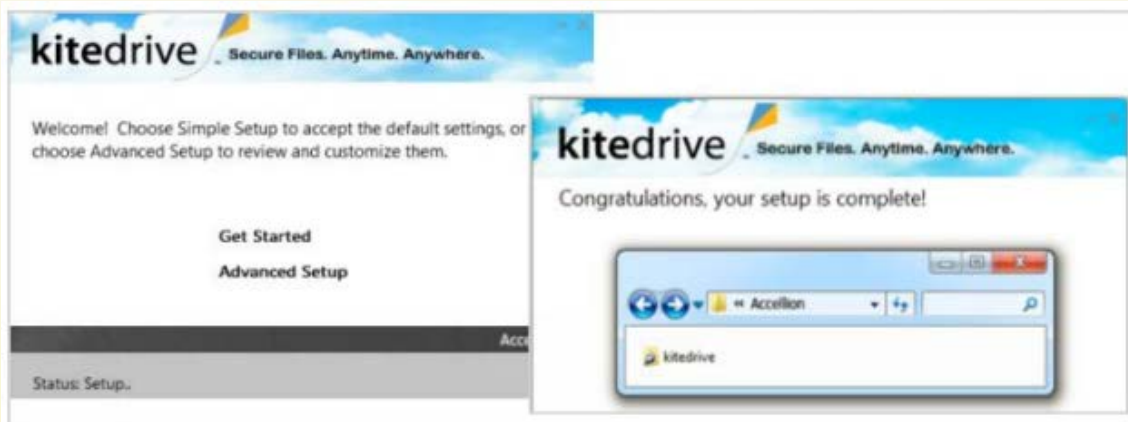 kitedrive Secure Files. Anytime. Anywhere.
Welcome! Choose Simple Setup to accept the default settings, or
choose Advanced Setup to review and customize them.
Get Started
Advanced Setup
Acce
Status: Setup..
kitedrive Secure Files. Anytime. Anywhere.
Congratulations, your setup is complete!
« Accellion
kitedrive